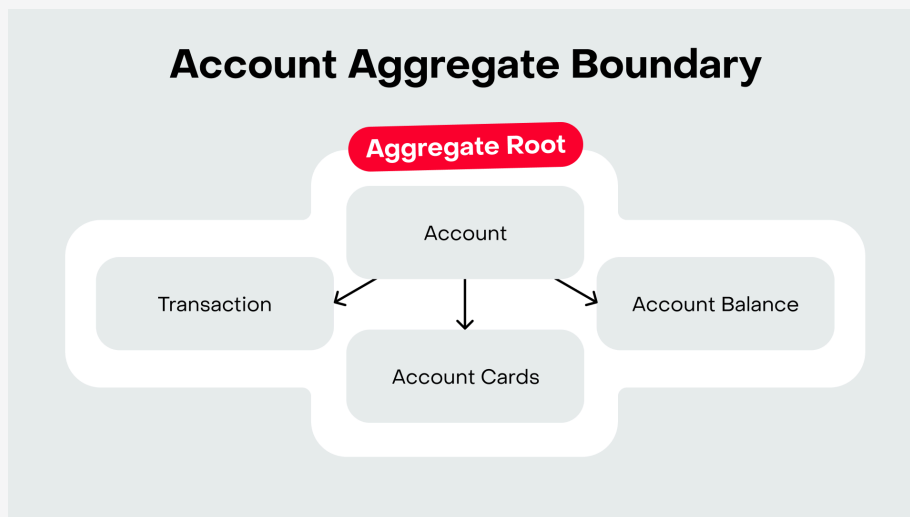 Account Aggregate Boundary
Aggregate Root
Account
Transaction
Account Balance
Account Cards